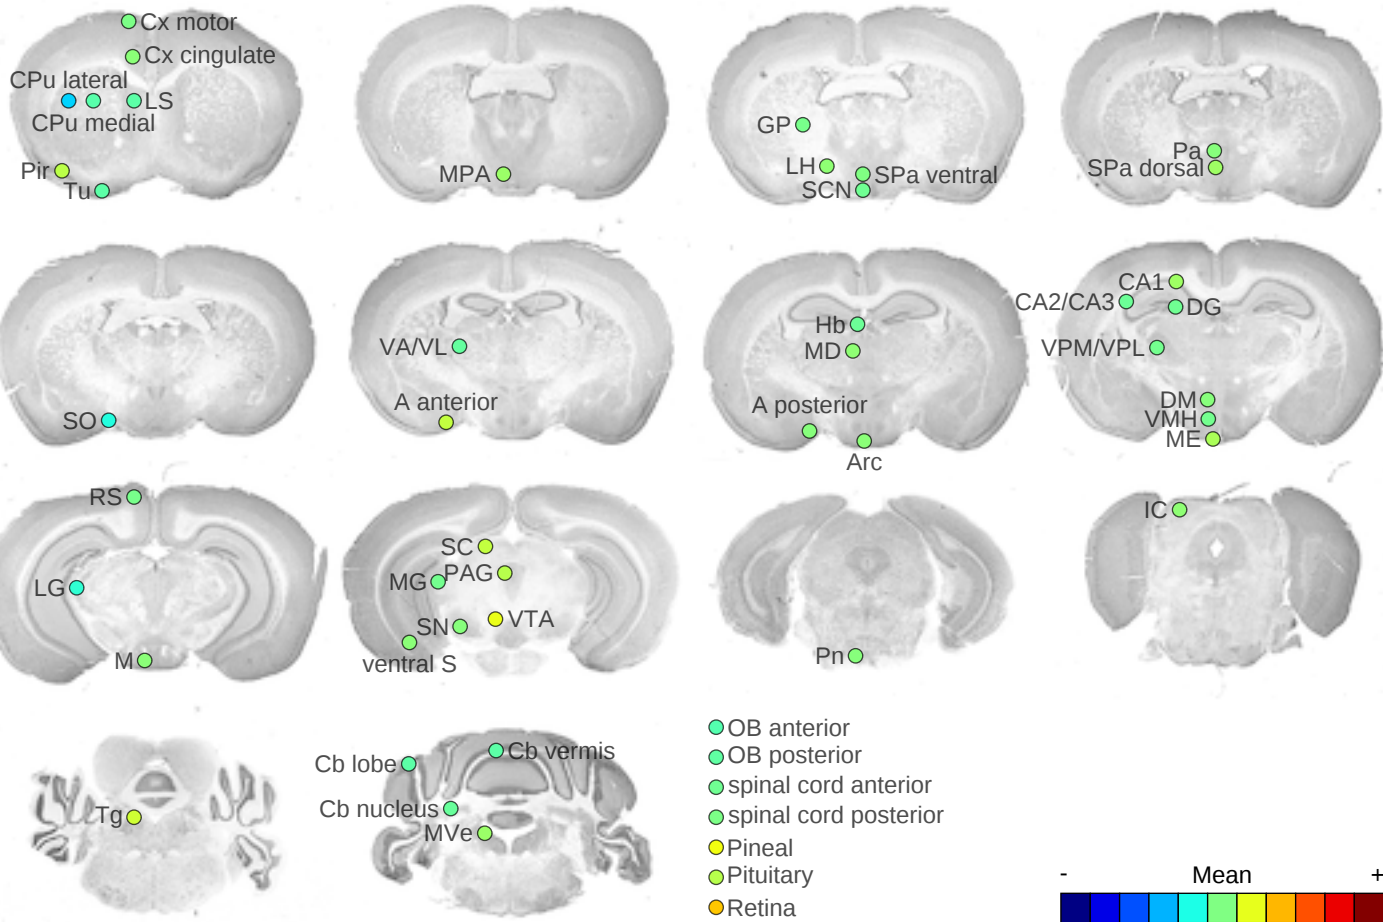 Cx motor
Cx cingulate
CPu lateral
LS
CPu medial
Pir
Tu
MPA
GP
LH
SPa ventral
SCN
Pa
SPa dorsal
SO
VA/VL
A anterior
Hb
MD
A posterior
Arc
CA1
CA2/CA3
DG
VPM/VPL
DM
VMH
ME
RS
LG
M
SC
PAG
MG
SN
VTA
ventral S
Pn
IC
Tg
Cb lobe
Cb vermis
Cb nucleus
MVe
OB anterior
OB posterior
spinal cord anterior
spinal cord posterior
Pineal
Pituitary
Retina
- Mean +